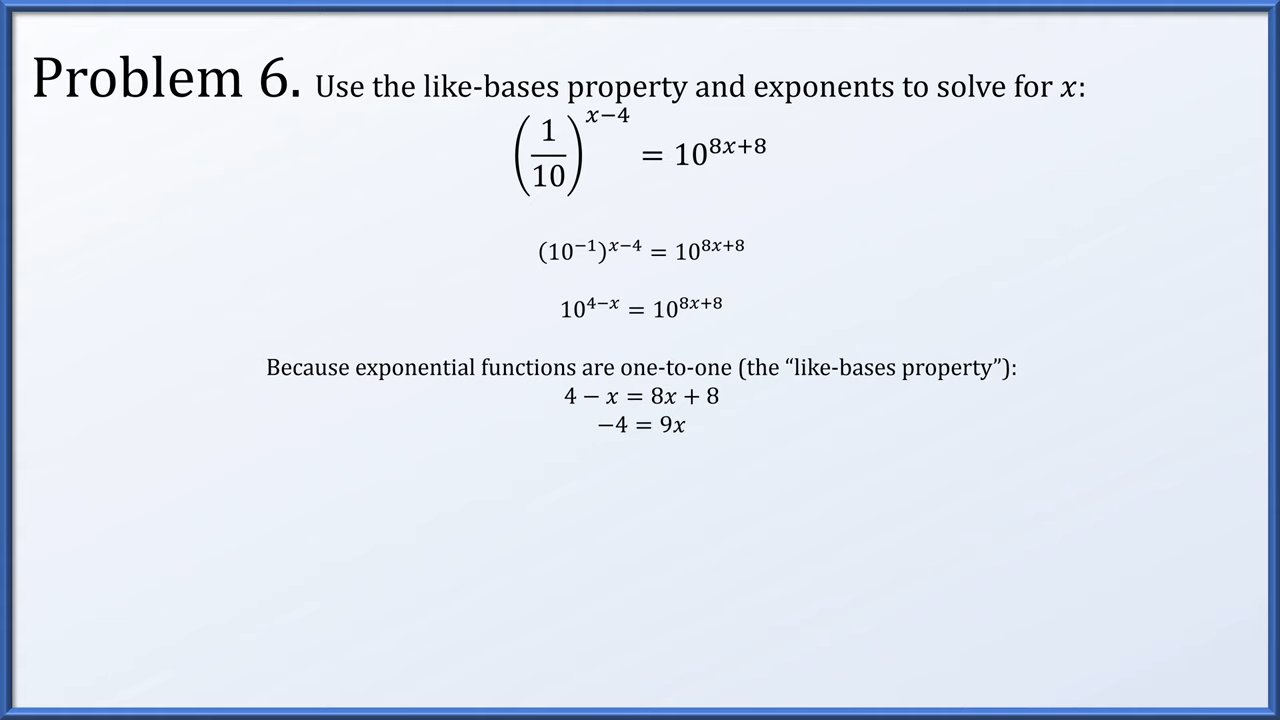 Problem 6. Use the like-bases property and exponents to solve for 𝑥:
(1/10)^{𝑥−4} = 10^{8𝑥+8}
(10^{−1})^{𝑥−4} = 10^{8𝑥+8}
10^{4−𝑥} = 10^{8𝑥+8}
Because exponential functions are one-to-one (the “like-bases property”):
4 − 𝑥 = 8𝑥 + 8
−4 = 9𝑥